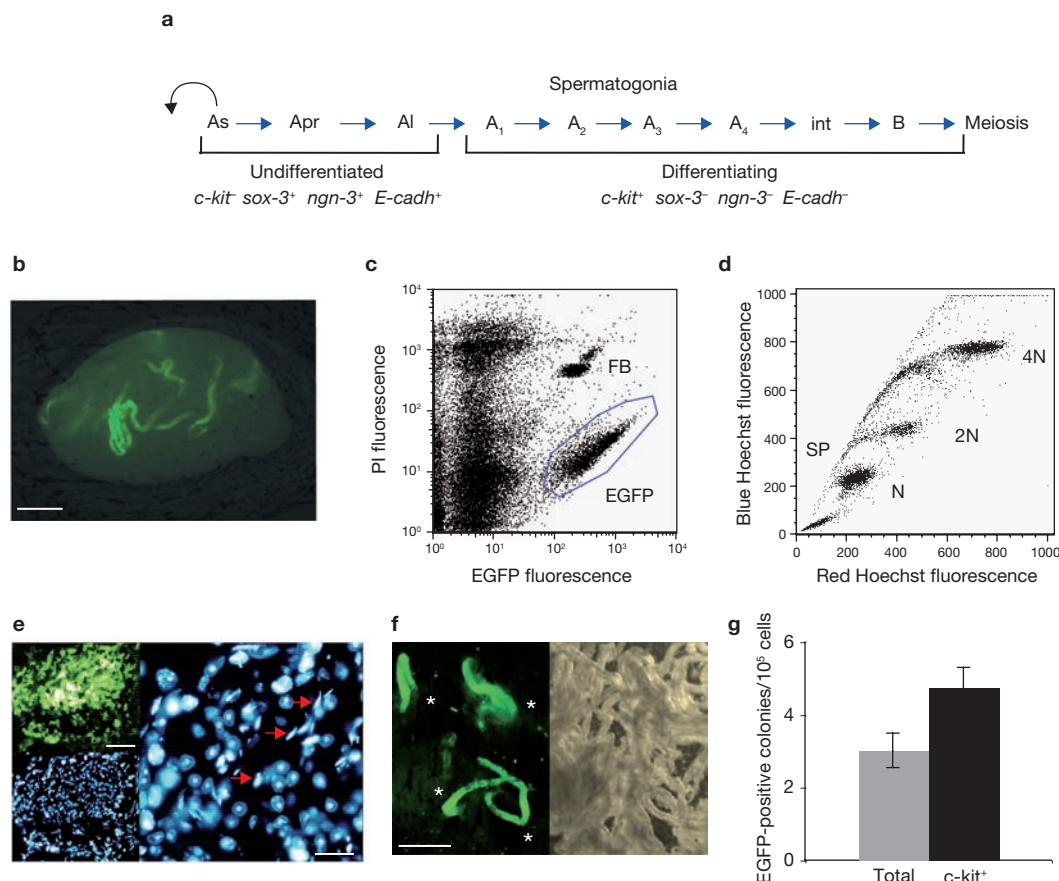 a
Spermatogonia
As Apr Al A1 A2 A3 A4 int B Meiosis
Undifferentiated Differentiating
c-kit– sox-3+ ngn-3+ E-cadh+ c-kit+ sox-3– ngn-3– E-cadh–
b
c
PI fluorescence
10⁴
10³
10²
10¹
10⁰
FB
EGFP
10⁰ 10¹ 10² 10³ 10⁴
EGFP fluorescence
d
Blue Hoechst fluorescence
1000
800
600
400
200
0
4N
2N
SP
N
0 200 400 600 800 1000
Red Hoechst fluorescence
e
f
* *
*
*
g
EGFP-positive colonies/10⁵ cells
6
4
2
0
Total c-kit⁺